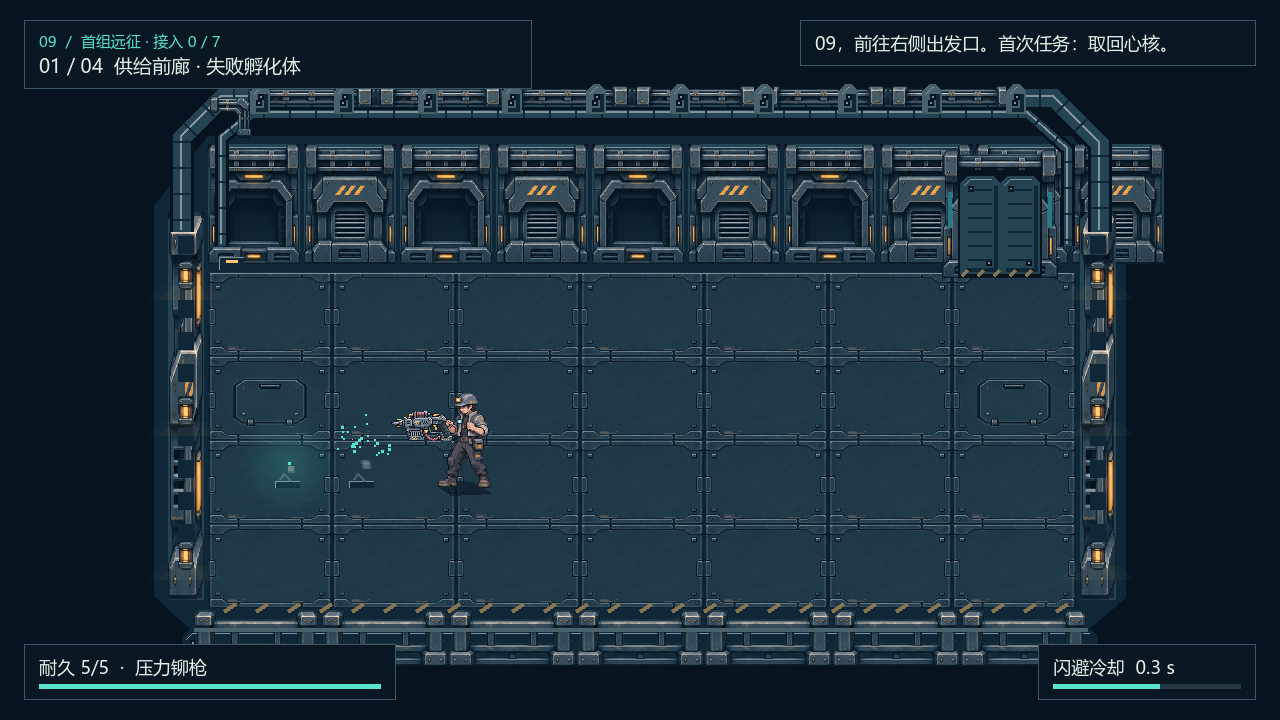 09 / 首组远征 · 接入 0 / 7
01 / 04 供给前廊 · 失败孵化体
09，前往右侧出发口。首次任务：取回心核。
耐久 5/5 · 压力铆枪
闪避冷却 0.3 s